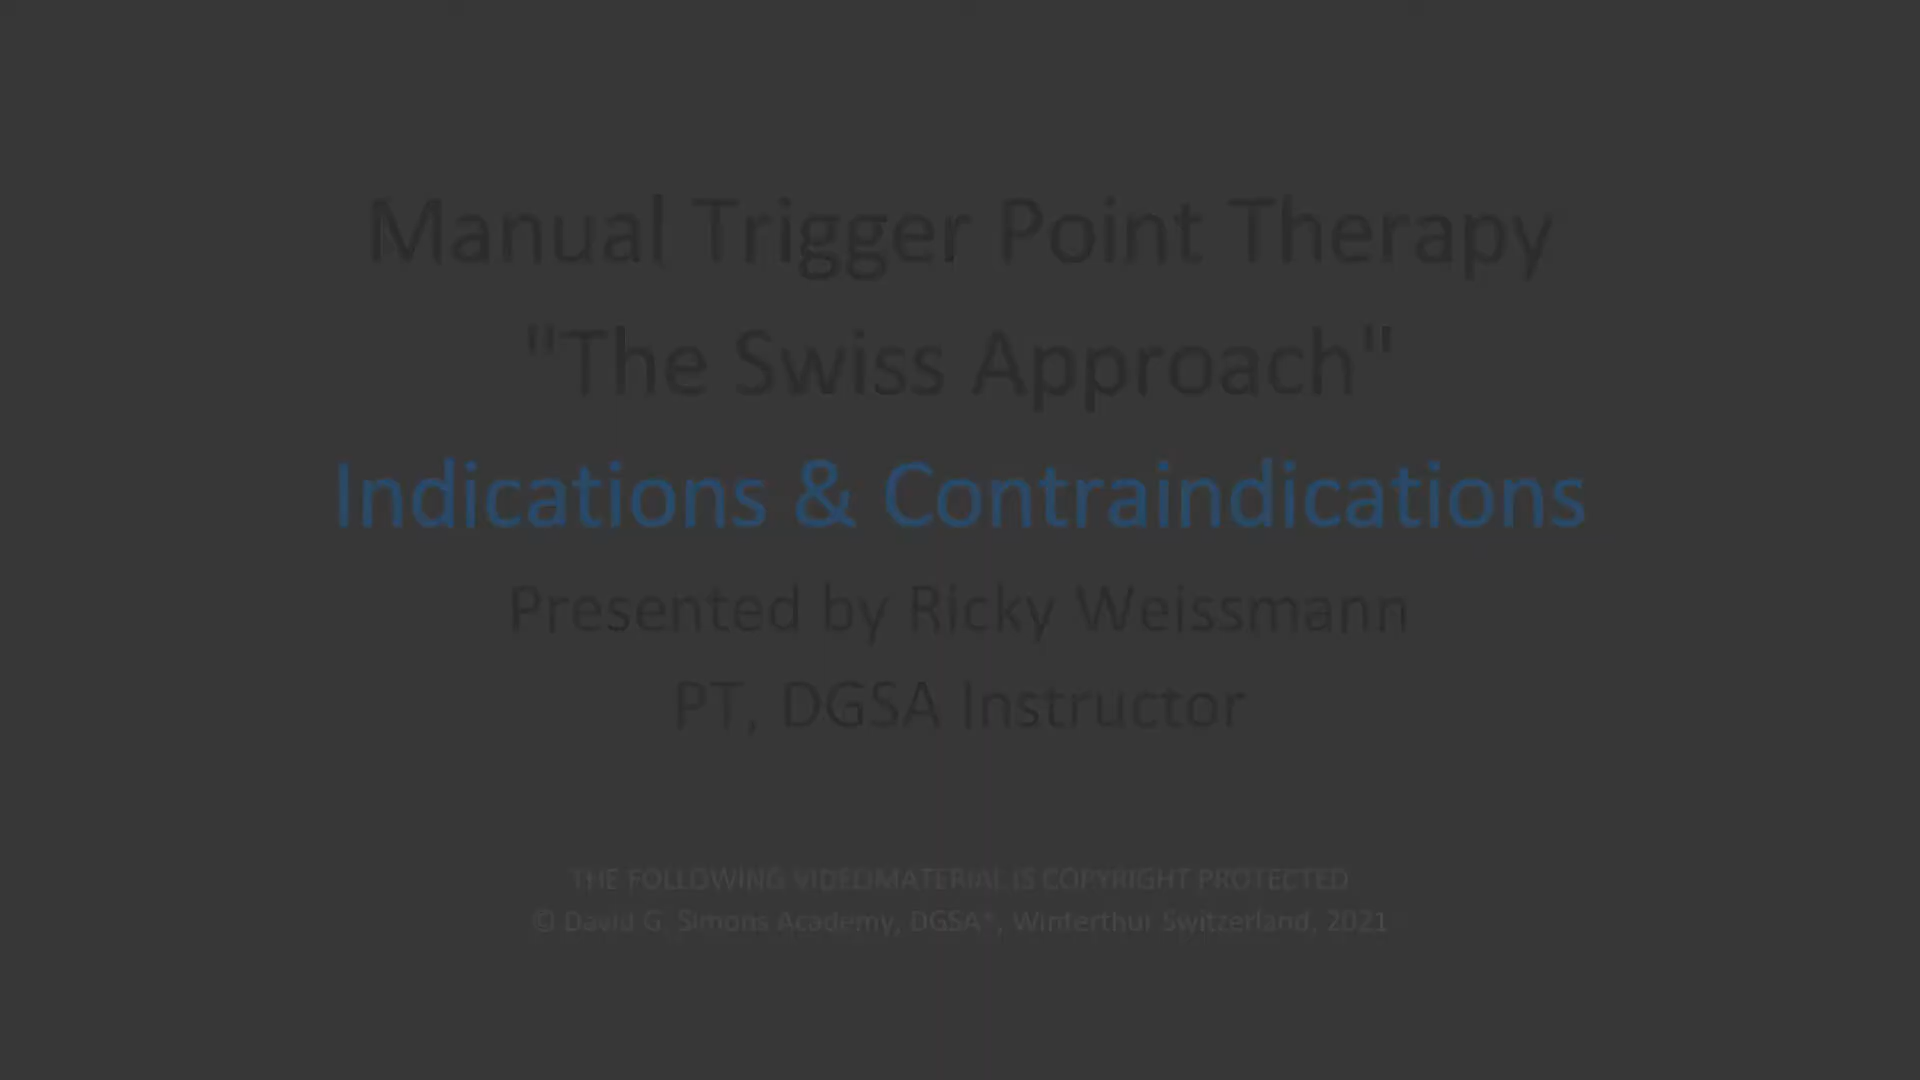 Manual Trigger Point Therapy
"The Swiss Approach"
Indications & Contraindications
Presented by Ricky Weissmann
PT, DGSA Instructor
THE FOLLOWING VIDEOMATERIAL IS COPYRIGHT PROTECTED
© David G. Simons Academy, DGSA®, Winterthur Switzerland, 2021